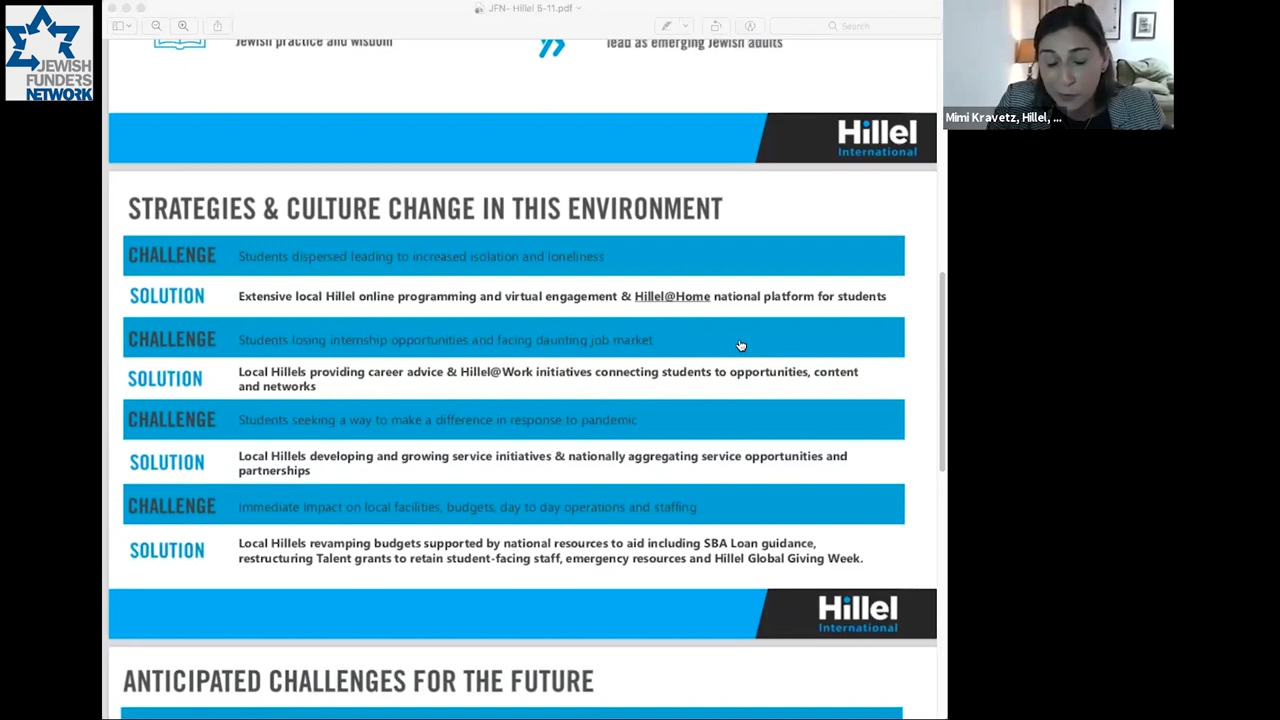 JFN- Hillel 5-11.pdf
Search
JEWISH
FUNDERS
NETWORK
Jewish practice and wisdom
lead as emerging Jewish adults
Mimi Kravetz, Hillel, ...
Hillel
International
STRATEGIES & CULTURE CHANGE IN THIS ENVIRONMENT
CHALLENGE Students dispersed leading to increased isolation and loneliness
SOLUTION Extensive local Hillel online programming and virtual engagement & Hillel@Home national platform for students
CHALLENGE Students losing internship opportunities and facing daunting job market
SOLUTION Local Hillels providing career advice & Hillel@Work initiatives connecting students to opportunities, content
and networks
CHALLENGE Students seeking a way to make a difference in response to pandemic
SOLUTION Local Hillels developing and growing service initiatives & nationally aggregating service opportunities and
partnerships
CHALLENGE Immediate Impact on local facilities, budgets, day to day operations and staffing
SOLUTION Local Hillels revamping budgets supported by national resources to aid including SBA Loan guidance,
restructuring Talent grants to retain student-facing staff, emergency resources and Hillel Global Giving Week.
Hillel
International
ANTICIPATED CHALLENGES FOR THE FUTURE